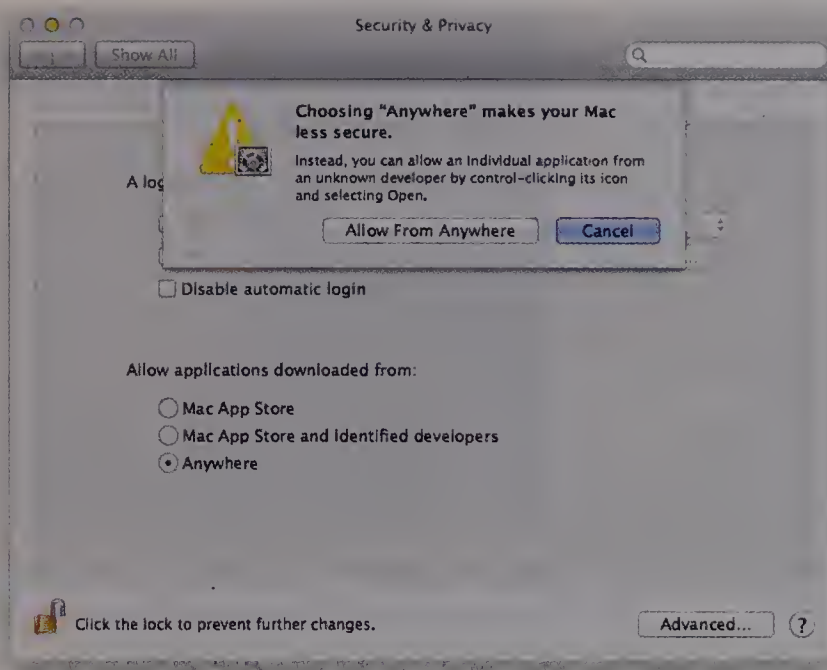 Security & Privacy
Show All
Choosing "Anywhere" makes your Mac
less secure.
Instead, you can allow an individual application from
an unknown developer by control-clicking its icon
and selecting Open.
A log
Allow From Anywhere
Cancel
Disable automatic login
Allow applications downloaded from:
Mac App Store
Mac App Store and identified developers
Anywhere
Click the lock to prevent further changes.
Advanced...
?